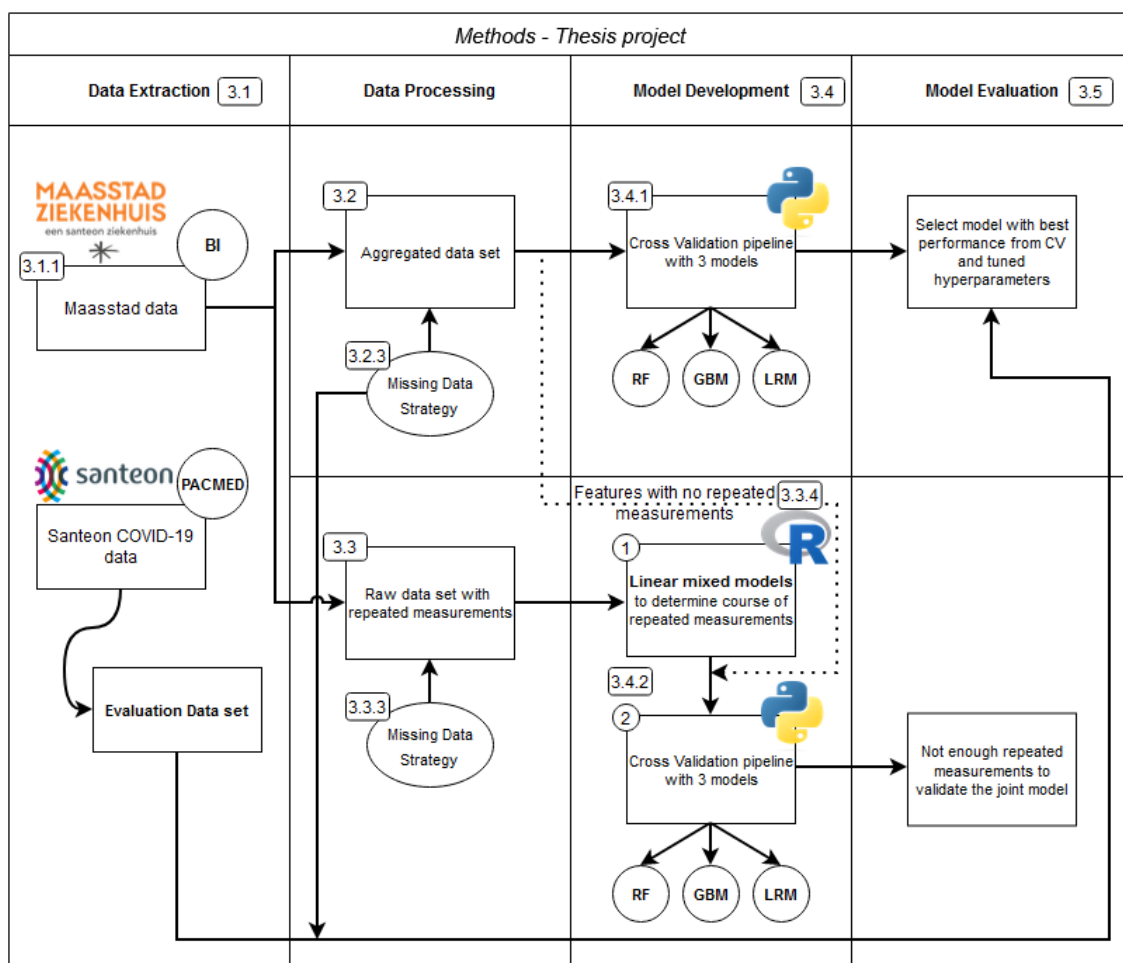 Methods - Thesis project
Data Extraction 3.1
Data Processing
Model Development 3.4
Model Evaluation 3.5
MAASSTAD
ZIEKENHUIS
een santeon ziekenhuis
BI
3.1.1
Maasstad data
3.2
Aggregated data set
3.2.3
Missing Data
Strategy
3.4.1
Cross Validation pipeline
with 3 models
RF
GBM
LRM
Select model with best
performance from CV
and tuned
hyperparameters
santeon
PACMED
Santeon COVID-19
data
Evaluation Data set
3.3
Raw data set with
repeated measurements
3.3.3
Missing Data
Strategy
Features with no repeated
measurements
3.3.4
R
1
Linear mixed models
to determine course of
repeated measurements
3.4.2
2
Cross Validation pipeline
with 3 models
RF
GBM
LRM
Not enough repeated
measurements to
validate the joint model